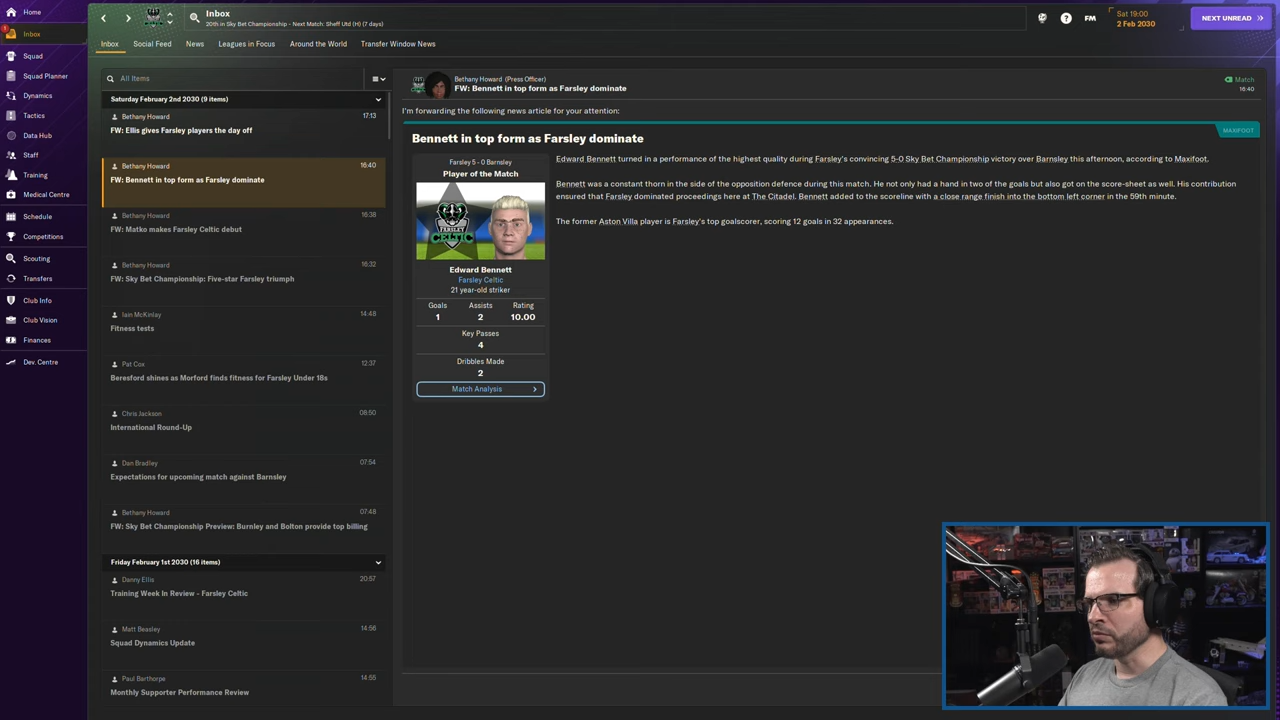 Home
Inbox
Squad
Squad Planner
Dynamics
Tactics
Data Hub
Staff
Training
Medical Centre
Schedule
Competitions
Scouting
Transfers
Club Info
Club Vision
Finances
Dev. Centre
Inbox
20th in Sky Bet Championship - Next Match: Sheff Utd (H) (7 days)
FM
Sat 19:00
2 Feb 2030
NEXT UNREAD
Inbox
Social Feed
News
Leagues in Focus
Around the World
Transfer Window News
All Items
Saturday February 2nd 2030 (9 items)
Bethany Howard 17:13
FW: Ellis gives Farsley players the day off
Bethany Howard 16:40
FW: Bennett in top form as Farsley dominate
Bethany Howard 16:38
FW: Matko makes Farsley Celtic debut
Bethany Howard 16:32
FW: Sky Bet Championship: Five-star Farsley triumph
Iain McKinlay 14:48
Fitness tests
Pat Cox 12:37
Beresford shines as Morford finds fitness for Farsley Under 18s
Chris Jackson 08:50
International Round-Up
Dan Bradley 07:54
Expectations for upcoming match against Barnsley
Bethany Howard 07:48
FW: Sky Bet Championship Preview: Burnley and Bolton provide top billing
Friday February 1st 2030 (16 items)
Danny Ellis 20:57
Training Week In Review - Farsley Celtic
Matt Beasley 14:56
Squad Dynamics Update
Paul Barthorpe 14:55
Monthly Supporter Performance Review
Bethany Howard (Press Officer)
FW: Bennett in top form as Farsley dominate
Match
16:40
I'm forwarding the following news article for your attention:
MAXIFOOT
Bennett in top form as Farsley dominate
Farsley 5 - 0 Barnsley
Player of the Match
FARSLEY
CELTIC
Edward Bennett
Farsley Celtic
21 year-old striker
Goals Assists Rating
1 2 10.00
Key Passes
4
Dribbles Made
2
Match Analysis
Edward Bennett turned in a performance of the highest quality during Farsley's convincing 5-0 Sky Bet Championship victory over Barnsley this afternoon, according to Maxifoot.
Bennett was a constant thorn in the side of the opposition defence during this match. He not only had a hand in two of the goals but also got on the score-sheet as well. His contribution
ensured that Farsley dominated proceedings here at The Citadel. Bennett added to the scoreline with a close range finish into the bottom left corner in the 59th minute.
The former Aston Villa player is Farsley's top goalscorer, scoring 12 goals in 32 appearances.